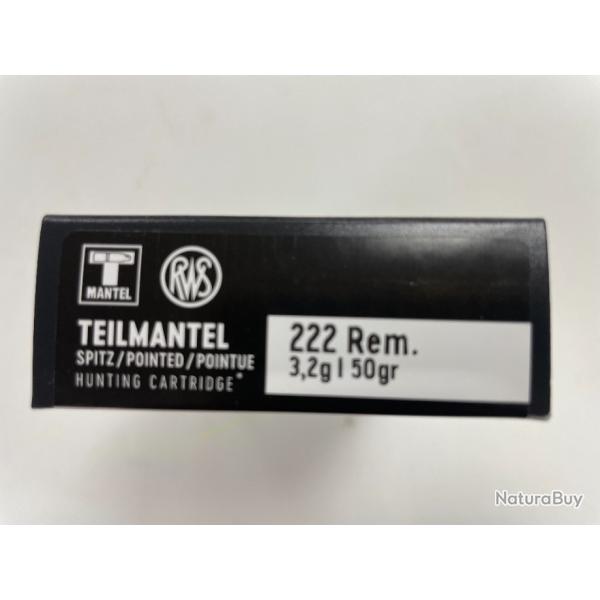 T
MANTEL
RWS
TEILMANTEL
SPITZ/POINTED/POINTUE
HUNTING CARTRIDGE*
222 Rem.
3,2g | 50gr
NaturaBuy